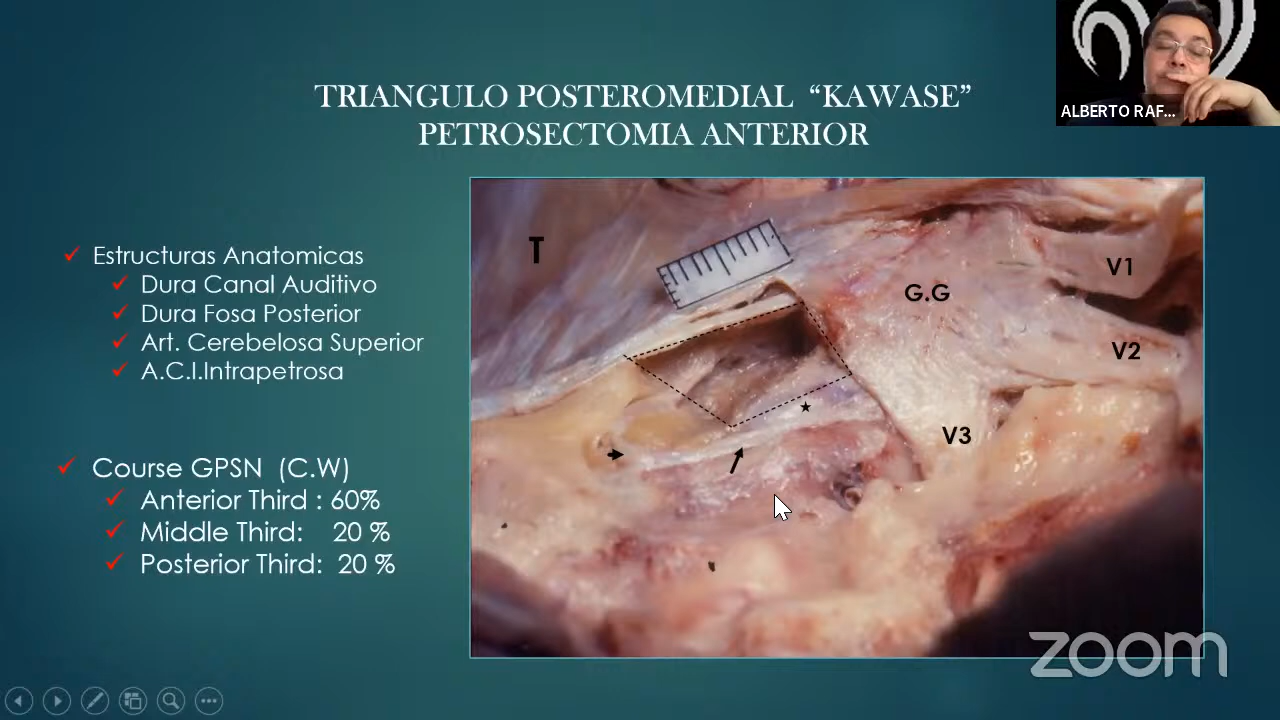 ALBERTO RAF...
TRIANGULO POSTEROMEDIAL “KAWASE”
PETROSECTOMIA ANTERIOR
Estructuras Anatomicas
Dura Canal Auditivo
Dura Fosa Posterior
Art. Cerebelosa Superior
A.C.I.Intrapetrosa
Course GPSN (C.W)
Anterior Third : 60%
Middle Third: 20 %
Posterior Third: 20 %
T
G.G
V1
V2
V3
zoom